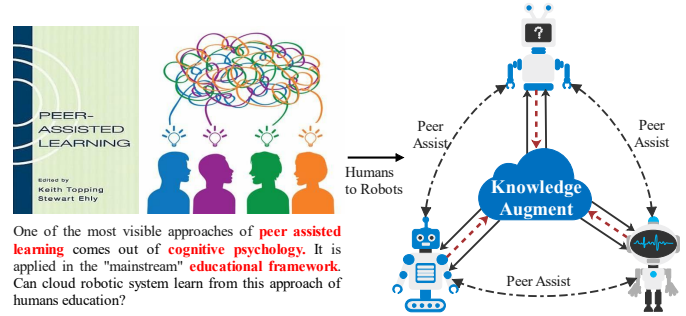 PEER-
ASSISTED
LEARNING
Edited by
Keith Topping
Stewart Ehly
One of the most visible approaches of peer assisted
learning comes out of cognitive psychology. It is
applied in the "mainstream" educational framework.
Can cloud robotic system learn from this approach of
humans education?
Humans
to Robots
?
Peer
Assist
Peer
Assist
Knowledge
Augment
Peer Assist